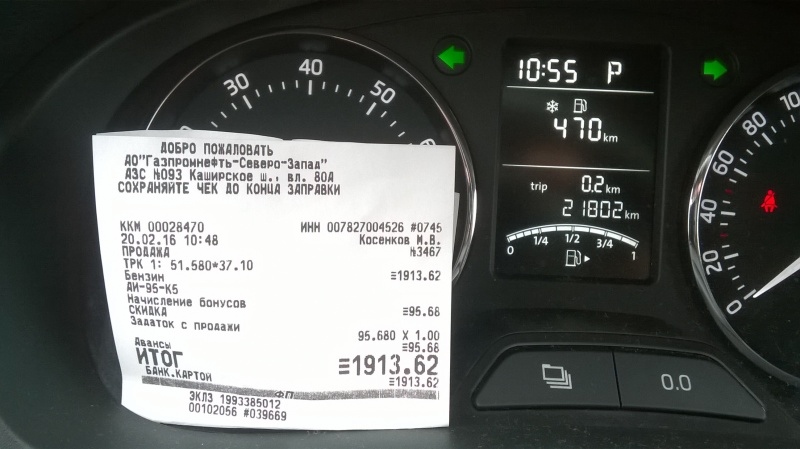 ДОБРО ПОЖАЛОВАТЬ
АО"Газпромнефть-Северо-Запад"
АЗС №093 Каширское ш., вл. 80А
СОХРАНЯЙТЕ ЧЕК ДО КОНЦА ЗАПРАВКИ
ККМ 00028470 ИНН 007827004526 #0745
20.02.16 10:48 Косенков М.В.
ПРОДАЖА №3467
ТРК 1: 51.580*37.10
Бензин ≡1913.62
АИ-95-К5
Начисление бонусов
СКИДКА ≡95.68
Задаток с продажи
95.680 X 1.00
Авансы ≡95.68
ИТОГ ≡1913.62
БАНК.КАРТОЙ ≡1913.62
ФП
ЭКЛЗ 1993385012
00102056 #039669
30 40 50
10:55 P
470 km
trip 0.2 km
21802 km
0 1/4 1/2 3/4 1
0 20 40 60 80 100
0.0